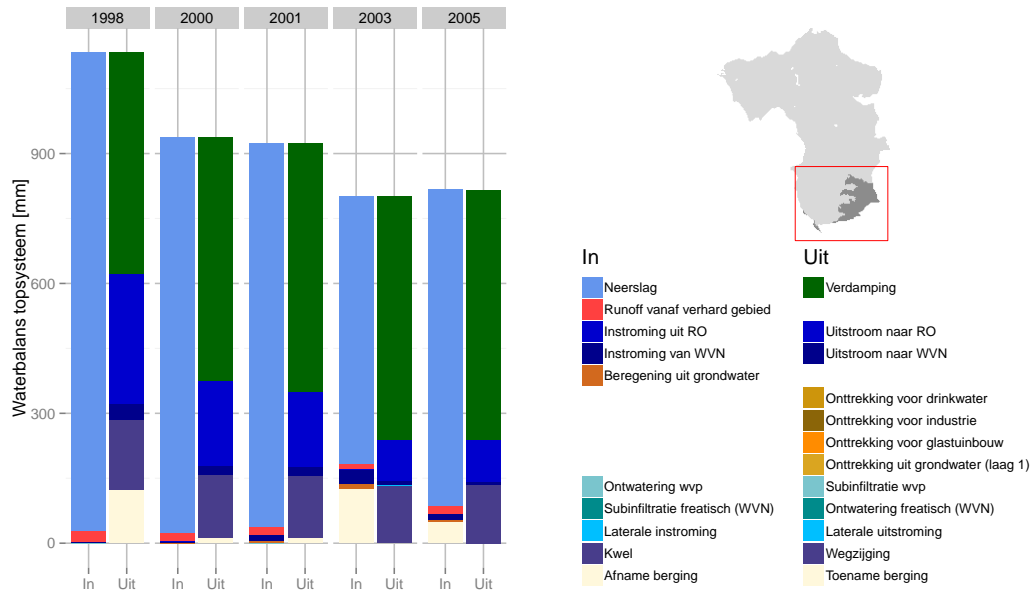 1998 2000 2001 2003 2005
Waterbalans topsysteem [mm]
900
600
300
0
In Uit In Uit In Uit In Uit In Uit
In
Neerslag
Runoff vanaf verhard gebied
Instroming uit RO
Instroming van WVN
Beregening uit grondwater
Ontwatering wvp
Subinfiltratie freatisch (WVN)
Laterale instroming
Kwel
Afname berging
Uit
Verdamping
Uitstroom naar RO
Uitstroom naar WVN
Onttrekking voor drinkwater
Onttrekking voor industrie
Onttrekking voor glastuinbouw
Onttrekking uit grondwater (laag 1)
Subinfiltratie wvp
Ontwatering freatisch (WVN)
Laterale uitstroming
Wegzijging
Toename berging